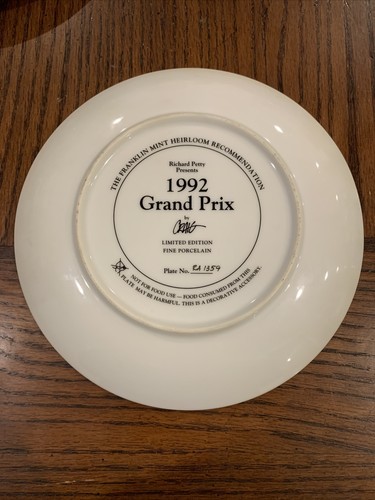 THE FRANKLIN MINT HEIRLOOM RECOMMENDATION
Richard Petty
Presents
1992
Grand Prix
by
LIMITED EDITION
FINE PORCELAIN
Plate No. RA 1359
NOT FOR FOOD USE — FOOD CONSUMED FROM THIS
PLATE MAY BE HARMFUL. THIS IS A DECORATIVE ACCESSORY.